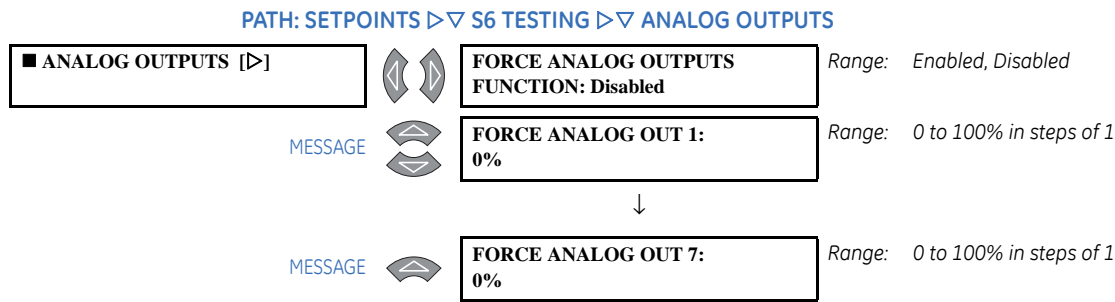 PATH: SETPOINTS ▷▽ S6 TESTING ▷▽ ANALOG OUTPUTS
■ ANALOG OUTPUTS [▷]
FORCE ANALOG OUTPUTS
FUNCTION: Disabled
Range: Enabled, Disabled
MESSAGE
FORCE ANALOG OUT 1:
0%
Range: 0 to 100% in steps of 1
↓
MESSAGE
FORCE ANALOG OUT 7:
0%
Range: 0 to 100% in steps of 1